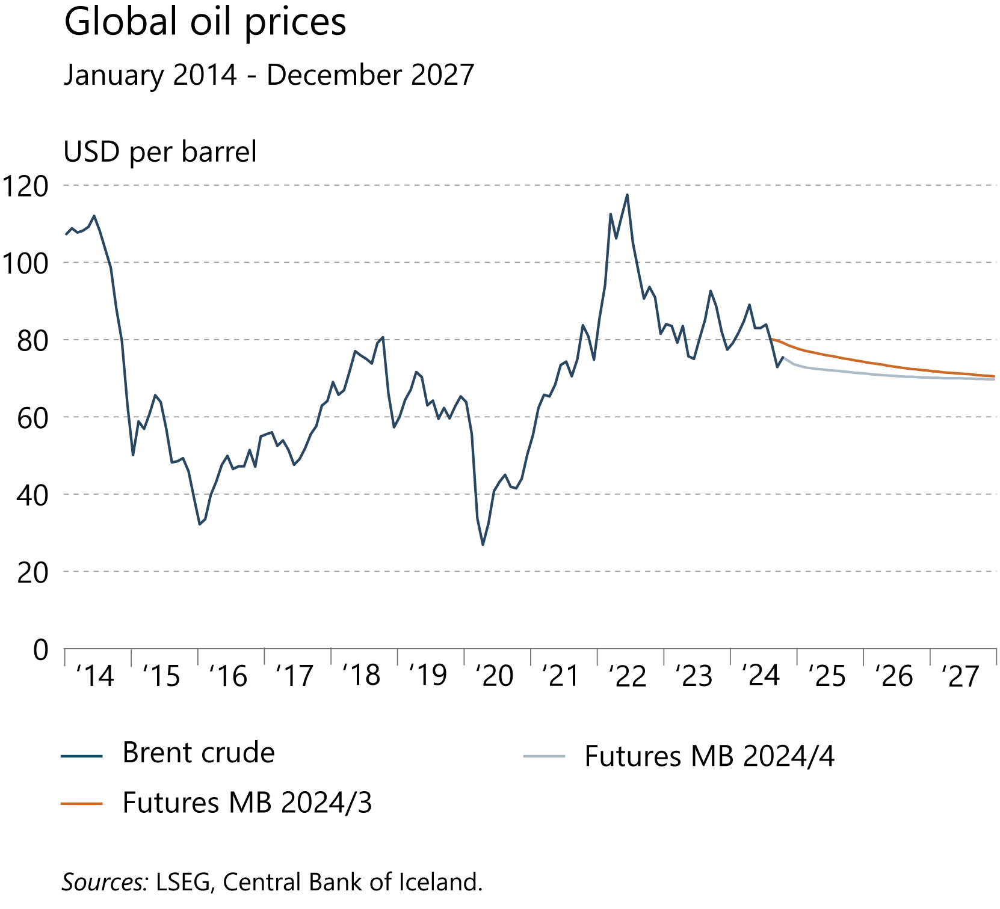 Global oil prices
January 2014 - December 2027
USD per barrel
120
100
80
60
40
20
0
‘14 ‘15 ‘16 ‘17 ‘18 ‘19 ‘20 ‘21 ‘22 ‘23 ‘24 ‘25 ‘26 ‘27
Brent crude
Futures MB 2024/4
Futures MB 2024/3
Sources: LSEG, Central Bank of Iceland.